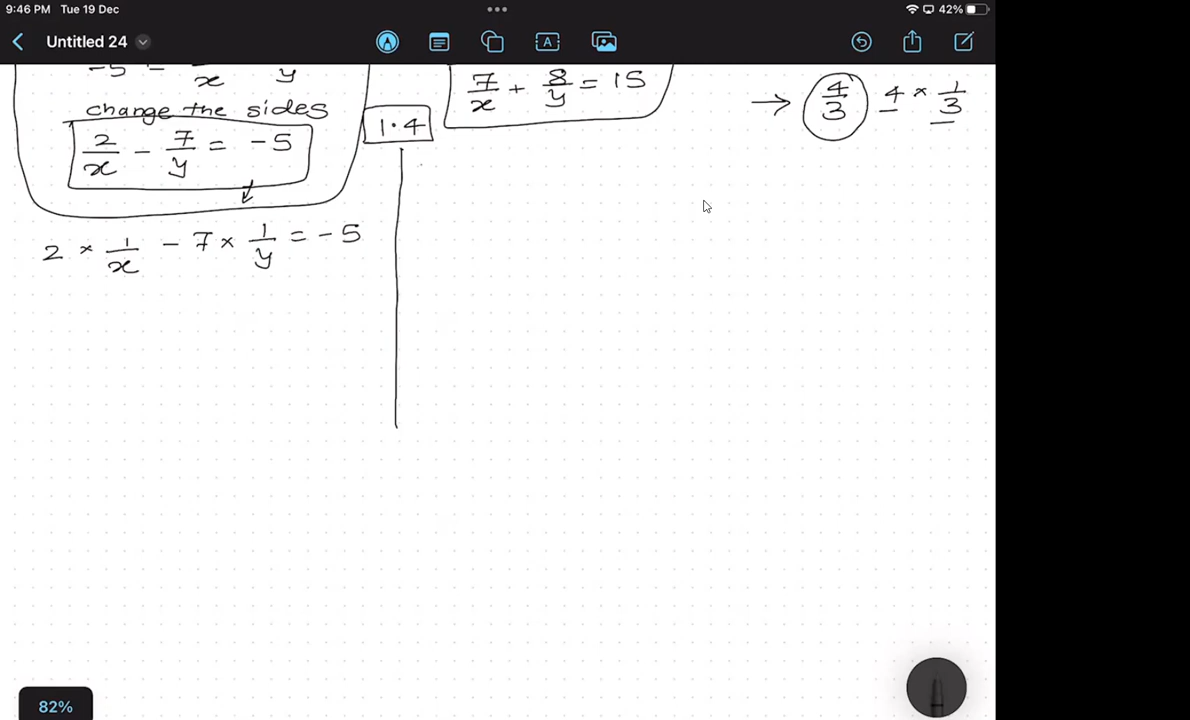 9:46 PM Tue 19 Dec
42%
Untitled 24
x y
change the sides
2/x - 7/y = -5
2 × 1/x - 7 × 1/y = -5
1.4
7/x + 8/y = 15
→ 4/3 4 × 1/3
82%